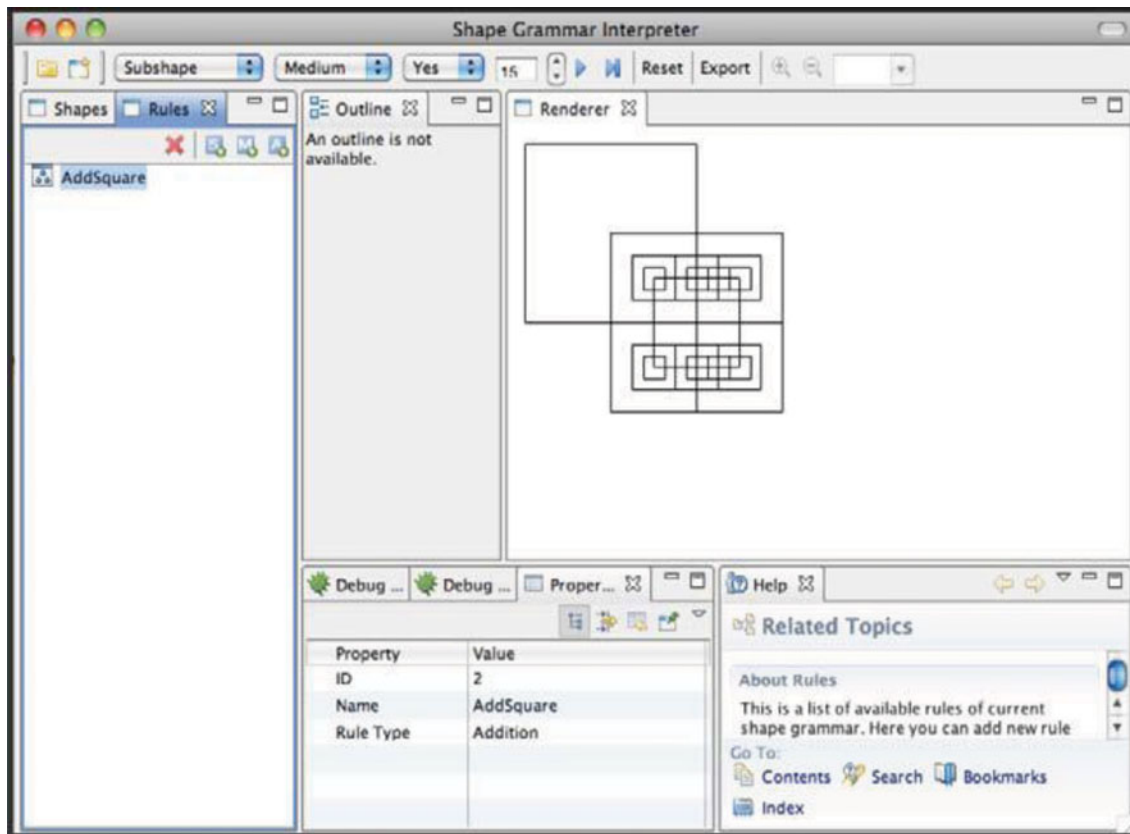 Shape Grammar Interpreter
Subshape Medium Yes 15 Reset Export
Shapes Rules
AddSquare
Outline
An outline is not
available.
Renderer
Debug ... Debug ... Proper...
Property Value
ID 2
Name AddSquare
Rule Type Addition
Help
Related Topics
About Rules
This is a list of available rules of current
shape grammar. Here you can add new rule
Go To:
Contents Search Bookmarks
Index